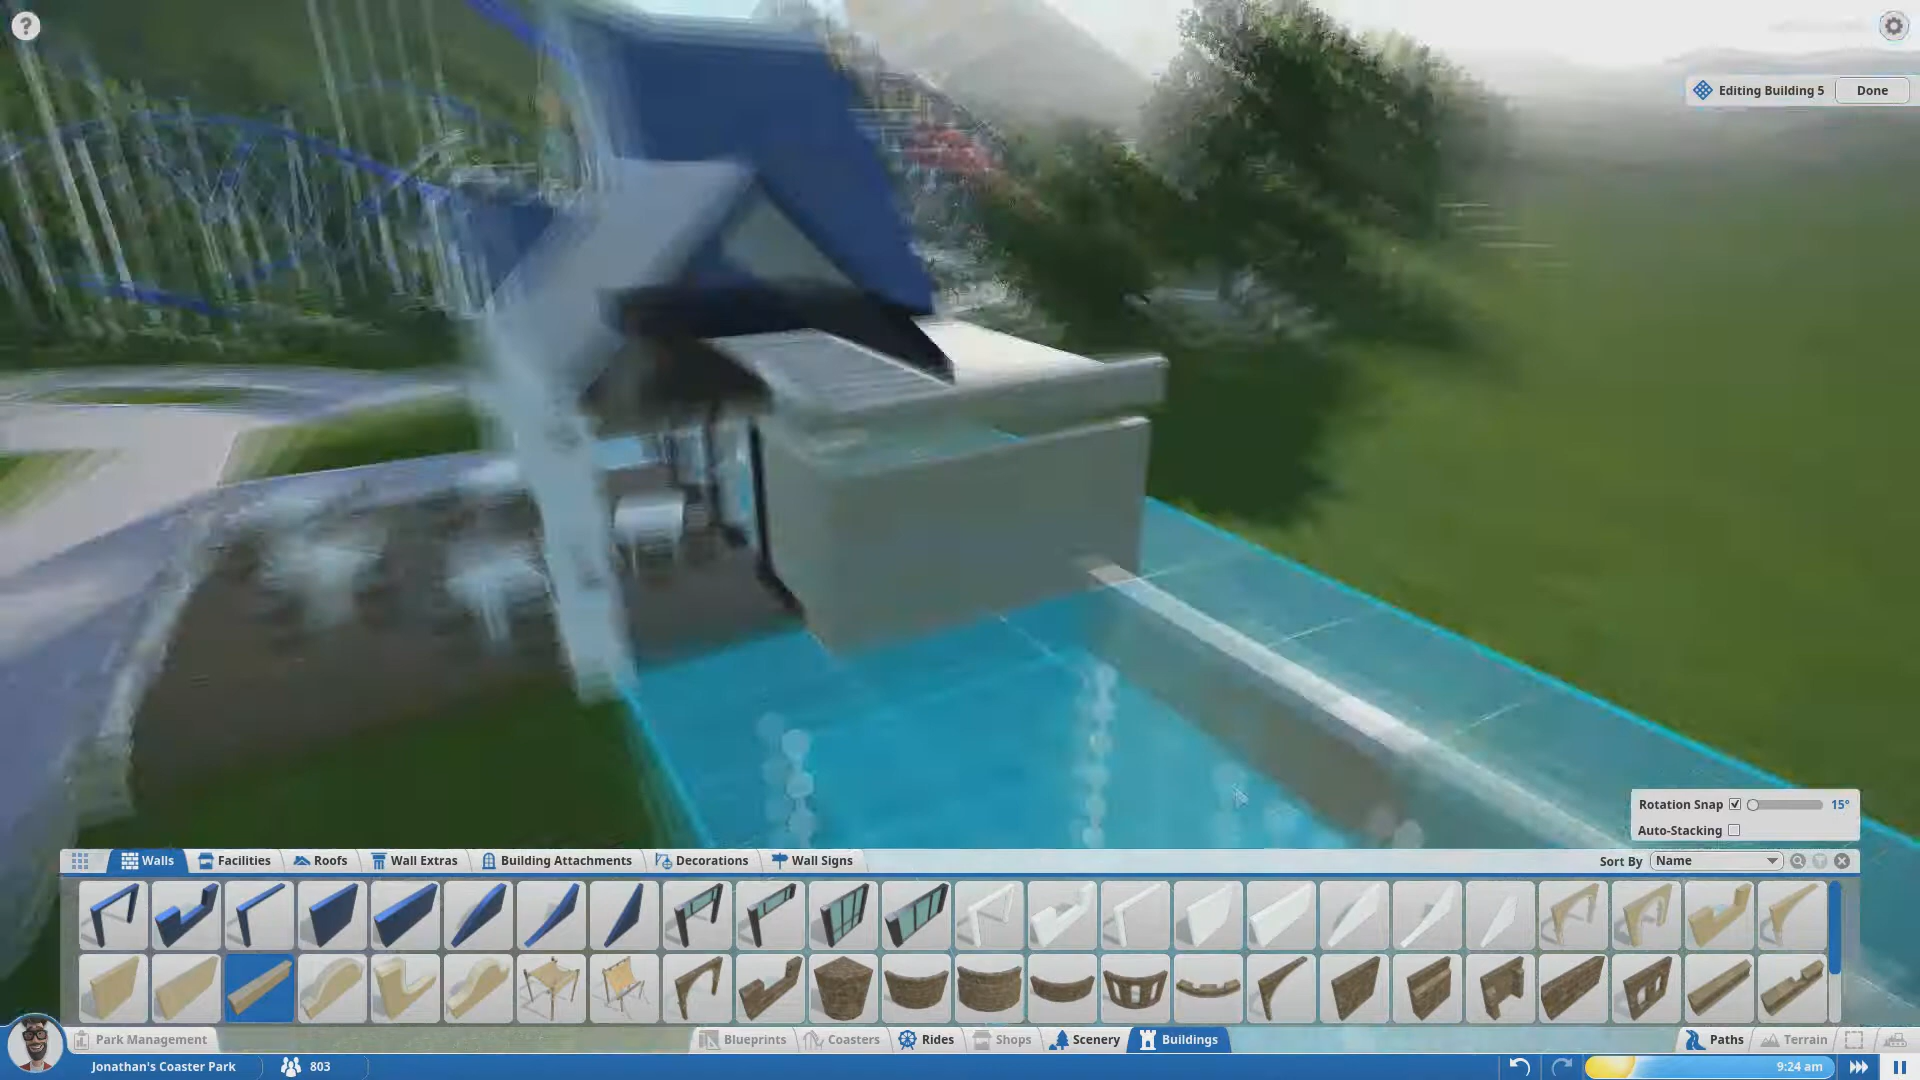 ?
Editing Building 5 Done
Rotation Snap 15°
Auto-Stacking
Walls Facilities Roofs Wall Extras Building Attachments Decorations Wall Signs Sort By Name
Park Management Blueprints Coasters Rides Shops Scenery Buildings Paths Terrain
Jonathan's Coaster Park 803 9:24 am